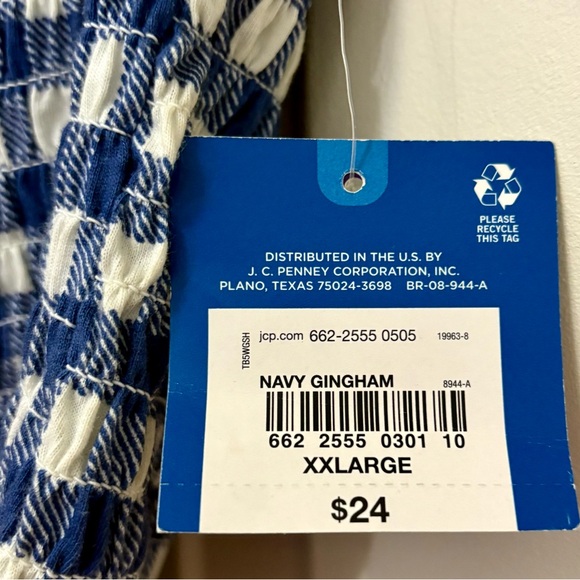 PLEASE
RECYCLE
THIS TAG
DISTRIBUTED IN THE U.S. BY
J. C. PENNEY CORPORATION, INC.
PLANO, TEXAS 75024-3698 BR-08-944-A
TB5WGSH
jcp.com 662-2555 0505 19963-8
NAVY GINGHAM 8944-A
662 2555 0301 10
XXLARGE
$24